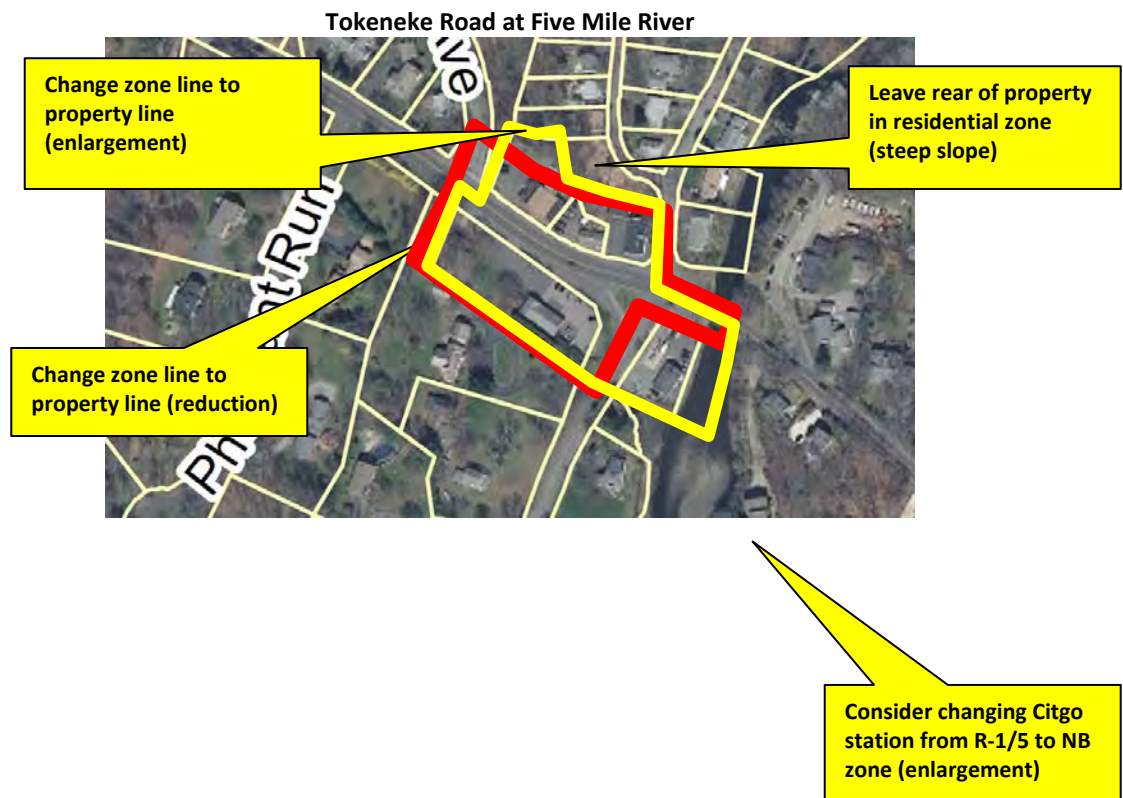 Tokeneke Road at Five Mile River
Change zone line to
property line
(enlargement)
Leave rear of property
in residential zone
(steep slope)
Ave
Change zone line to
property line (reduction)
Consider changing Citgo
station from R-1/5 to NB
zone (enlargement)